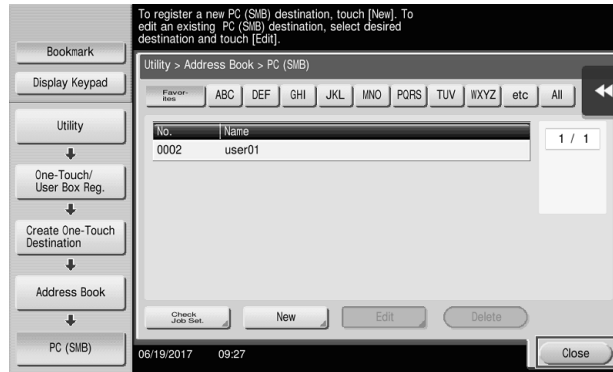 To register a new PC (SMB) destination, touch [New]. To
edit an existing PC (SMB) destination, select desired
destination and touch [Edit].
Bookmark
Display Keypad
Utility
One-Touch/
User Box Reg.
Create One-Touch
Destination
Address Book
PC (SMB)
Utility > Address Book > PC (SMB)
Favor-
ites
ABC
DEF
GHI
JKL
MNO
PQRS
TUV
WXYZ
etc
All
No. Name
0002 user01
1 / 1
Check
Job Set.
New
Edit
Delete
06/19/2017 09:27
Close